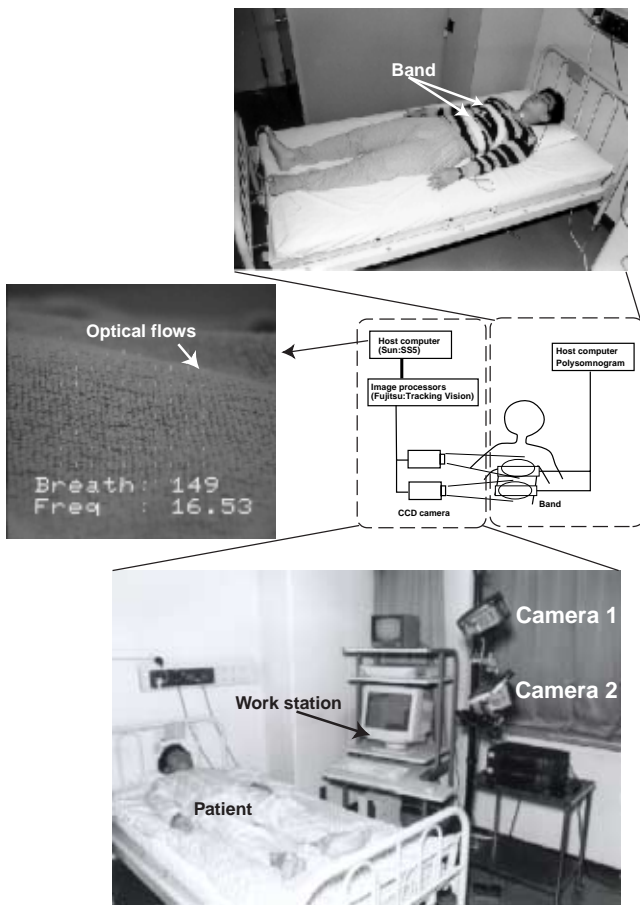 Band
Optical flows
Breath: 149
Freq : 16.53
Host computer
(Sun:SS5)
Image processors
(Fujitsu:Tracking Vision)
CCD camera
Host computer
Polysomnogram
Band
Camera 1
Camera 2
Work station
Patient